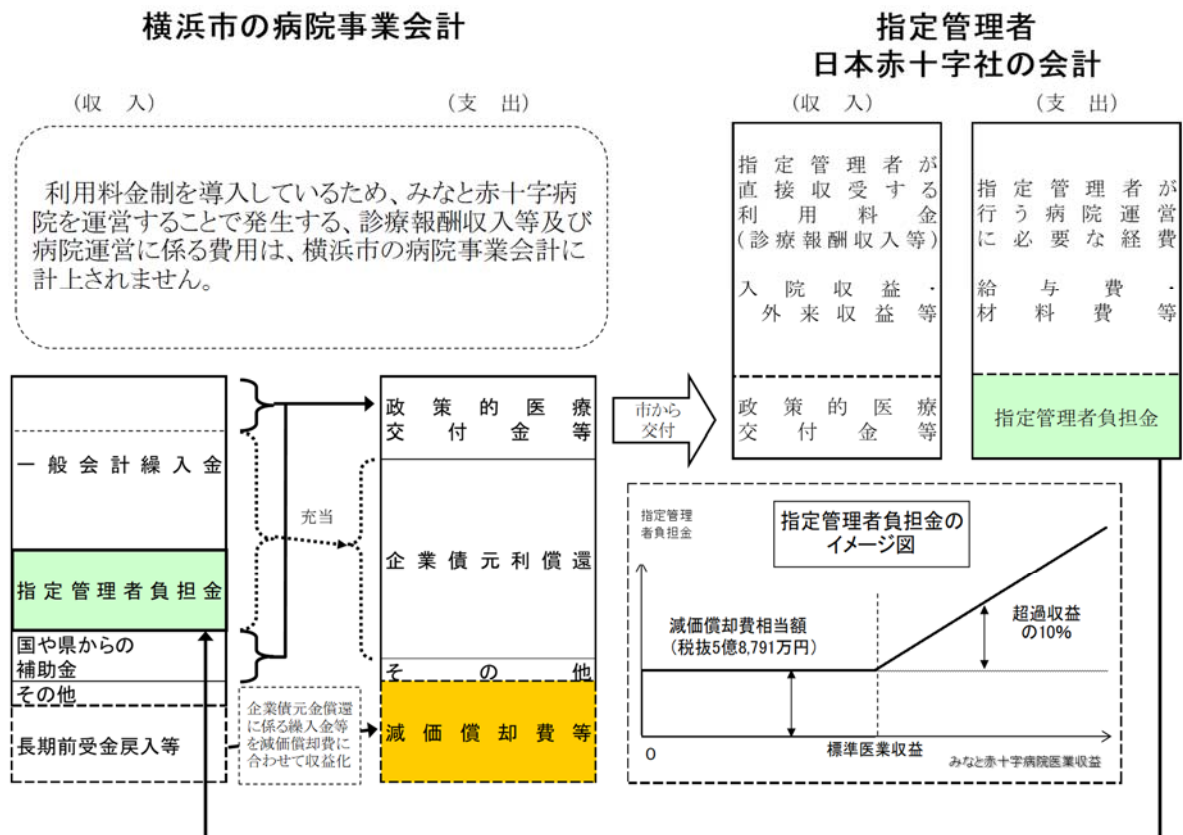 横浜市の病院事業会計
(収 入)
(支 出)
利用料金制を導入しているため、みなと赤十字病
院を運営することで発生する、診療報酬収入等及び
病院運営に係る費用は、横浜市の病院事業会計に
計上されません。
一般会計繰入金
指定管理者負担金
国や県からの
補助金
その他
長期前受金戻入等
充当
企業債元金償還
に係る繰入金等
を減価償却費に
合わせて収益化
政策的医療
交付金等
企業債元利償還
その他
減価償却費等
市から
交付
指定管理者
日本赤十字社の会計
(収 入)
(支 出)
指定管理者が
直接収受する
利用料金
(診療報酬収入等)
入院収益・
外来収益等
政策的医療
交付金等
指定管理者が
行う病院運営
に必要な経費
給与費・
材料費等
指定管理者負担金
指定管理
者負担金
指定管理者負担金の
イメージ図
減価償却費相当額
(税抜5億8,791万円)
超過収益
の10%
0
標準医業収益
みなと赤十字病院医業収益